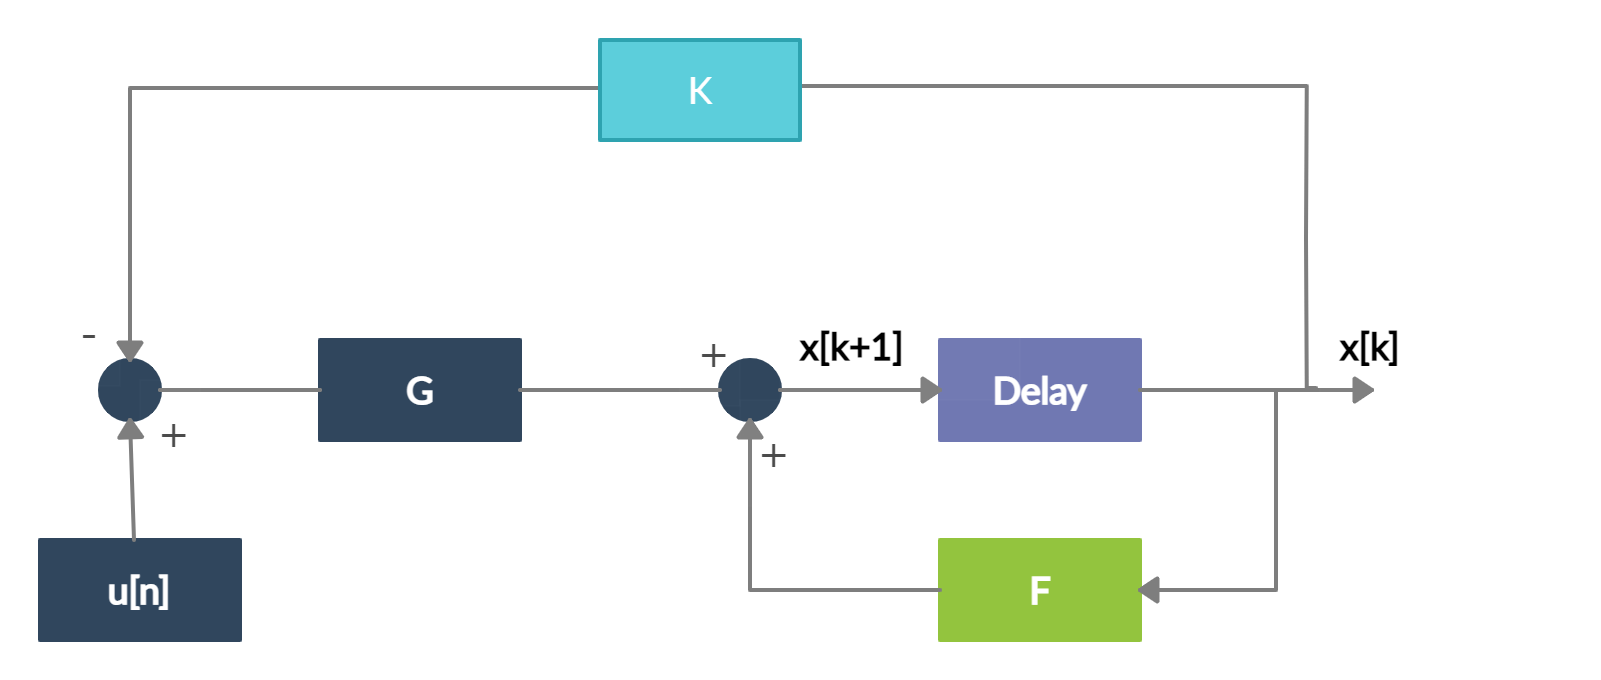 K
-
+
G
+
x[k+1]
+
Delay
x[k]
u[n]
F